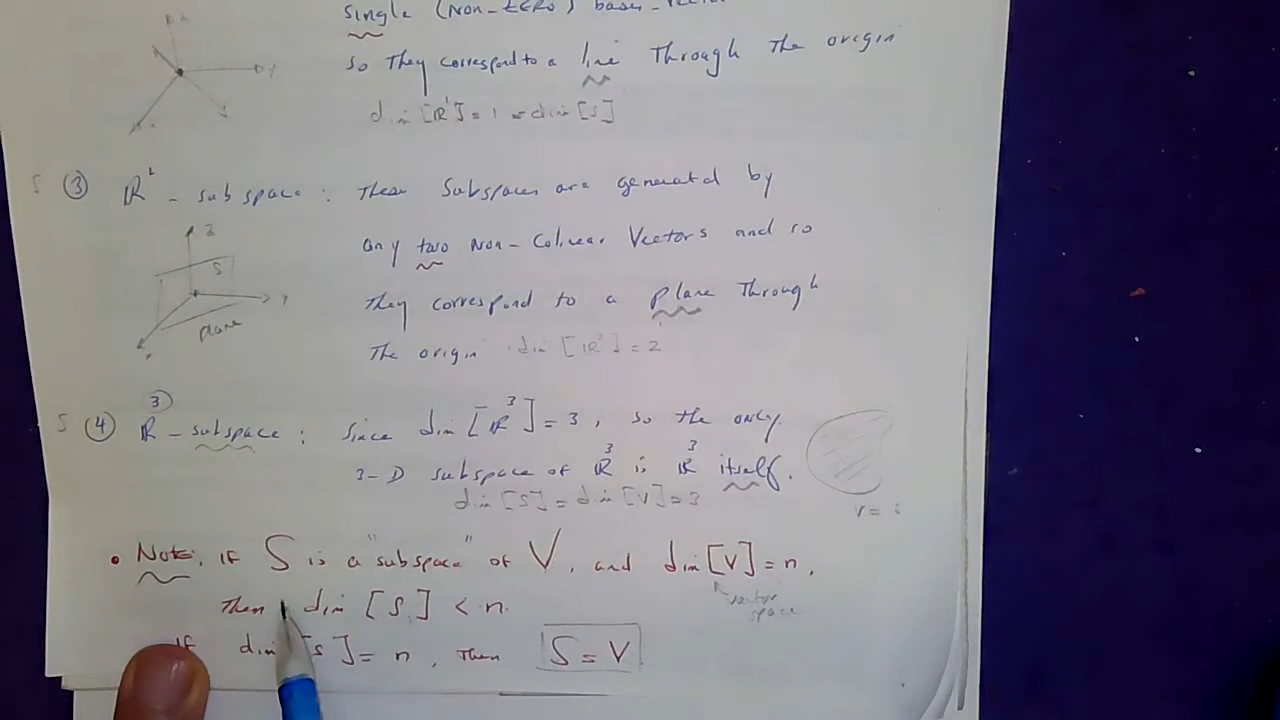 single (Non-zero) basis-vector
so They correspond to a line Through The origin
dim [ℝ¹] = 1 = dim [S]
③ ℝ² - subspace : These Subspaces are generated by
any two Non-Colinear Vectors and so
They correspond to a plane Through
The origin dim [ℝ²] = 2
Z
S
Y
plane
④ ℝ³ - subspace : Since dim [ℝ³] = 3, so the only
3-D subspace of ℝ³ is ℝ³ itself.
dim [S] = dim [V] = 3
• Note: if S is a "subspace" of V, and dim [V] = n,
Then dim [S] < n.
vector space
If dim [S] = n, Then S = V